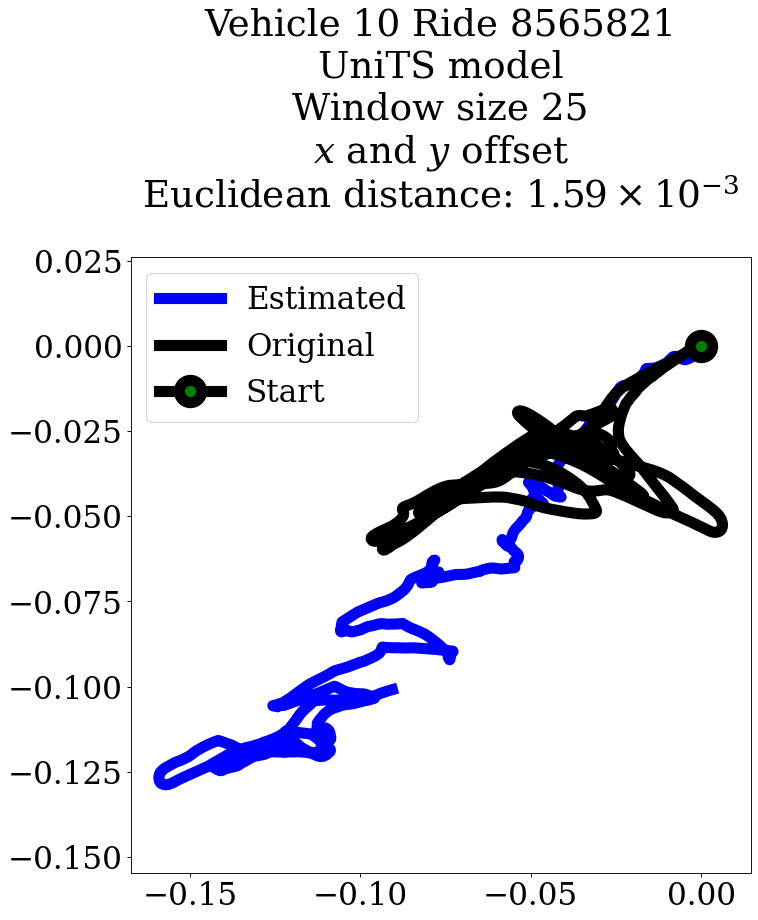 Vehicle 10 Ride 8565821
UniTS model
Window size 25
x and y offset
Euclidean distance: 1.59 × 10⁻³
Estimated
Original
Start
0.025
0.000
−0.025
−0.050
−0.075
−0.100
−0.125
−0.150
−0.15 −0.10 −0.05 0.00